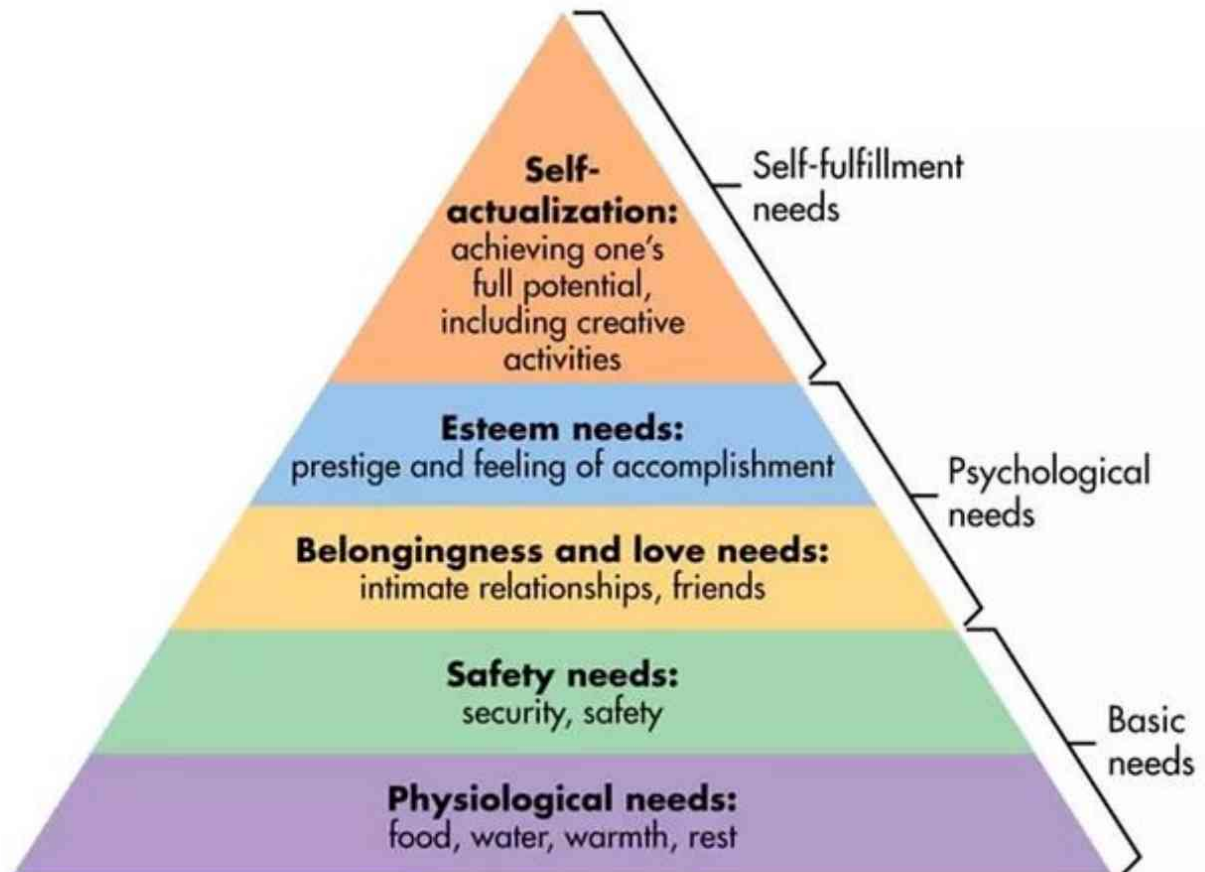 Self-
actualization:
achieving one's
full potential,
including creative
activities
Self-fulfillment
needs
Esteem needs:
prestige and feeling of accomplishment
Belongingness and love needs:
intimate relationships, friends
Psychological
needs
Safety needs:
security, safety
Physiological needs:
food, water, warmth, rest
Basic
needs